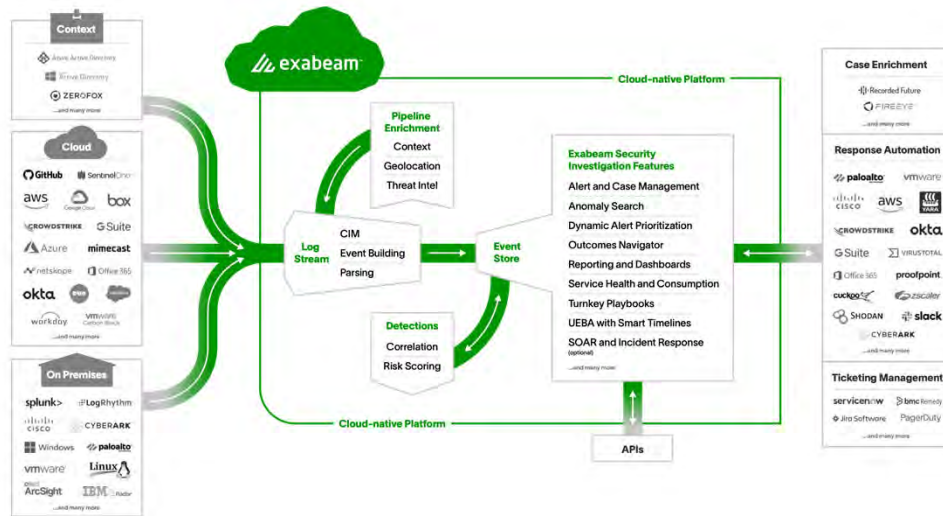 Context
Azure Active Directory
Active Directory
ZEROFOX
...and many more
Cloud
GitHub
SentinelOne
aws
Google Cloud
box
CROWDSTRIKE
G Suite
Azure
mimecast
netskope
Office 365
okta
salesforce
workday
vmware
Carbon Black
...and many more
On Premises
splunk>
LogRhythm
CISCO
CYBERARK
Windows
paloalto
vmware
Linux
ArcSight
IBM
QRadar
...and many more
exabeam
Cloud-native Platform
Pipeline Enrichment
Context
Geolocation
Threat Intel
Log Stream
CIM
Event Building
Parsing
Event Store
Detections
Correlation
Risk Scoring
Exabeam Security
Investigation Features
Alert and Case Management
Anomaly Search
Dynamic Alert Prioritization
Outcomes Navigator
Reporting and Dashboards
Service Health and Consumption
Turnkey Playbooks
UEBA with Smart Timelines
SOAR and Incident Response
(optional)
...and many more
Cloud-native Platform
APIs
Case Enrichment
Recorded Future
FIREEYE
...and many more
Response Automation
paloalto
vmware
CISCO
aws
YARA
CROWDSTRIKE
okta
G Suite
VIRUSTOTAL
Office 365
proofpoint
cuckoo
zscaler
SHODAN
slack
CYBERARK
...and many more
Ticketing Management
servicenow
bmc Remedy
Jira Software
PagerDuty
...and many more